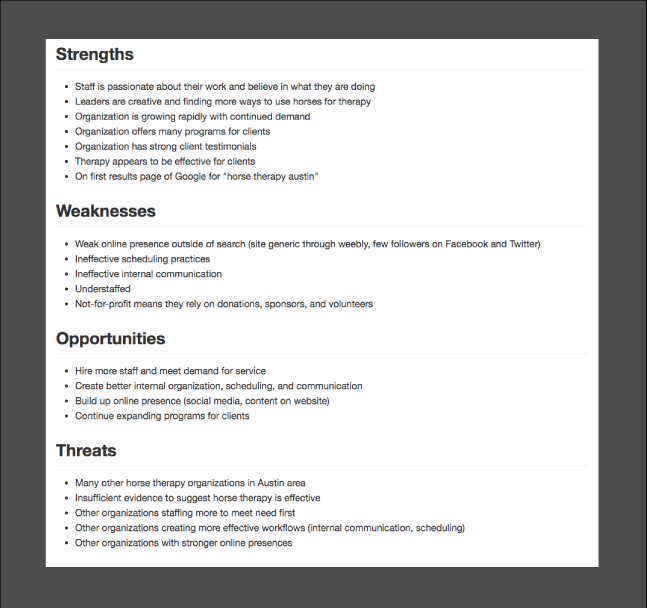 Strengths
• Staff is passionate about their work and believe in what they are doing
• Leaders are creative and finding more ways to use horses for therapy
• Organization is growing rapidly with continued demand
• Organization offers many programs for clients
• Organization has strong client testimonials
• Therapy appears to be effective for clients
• On first results page of Google for "horse therapy austin"
Weaknesses
• Weak online presence outside of search (site generic through weebly, few followers on Facebook and Twitter)
• Ineffective scheduling practices
• Ineffective internal communication
• Understaffed
• Not-for-profit means they rely on donations, sponsors, and volunteers
Opportunities
• Hire more staff and meet demand for service
• Create better internal organization, scheduling, and communication
• Build up online presence (social media, content on website)
• Continue expanding programs for clients
Threats
• Many other horse therapy organizations in Austin area
• Insufficient evidence to suggest horse therapy is effective
• Other organizations staffing more to meet need first
• Other organizations creating more effective workflows (internal communication, scheduling)
• Other organizations with stronger online presences